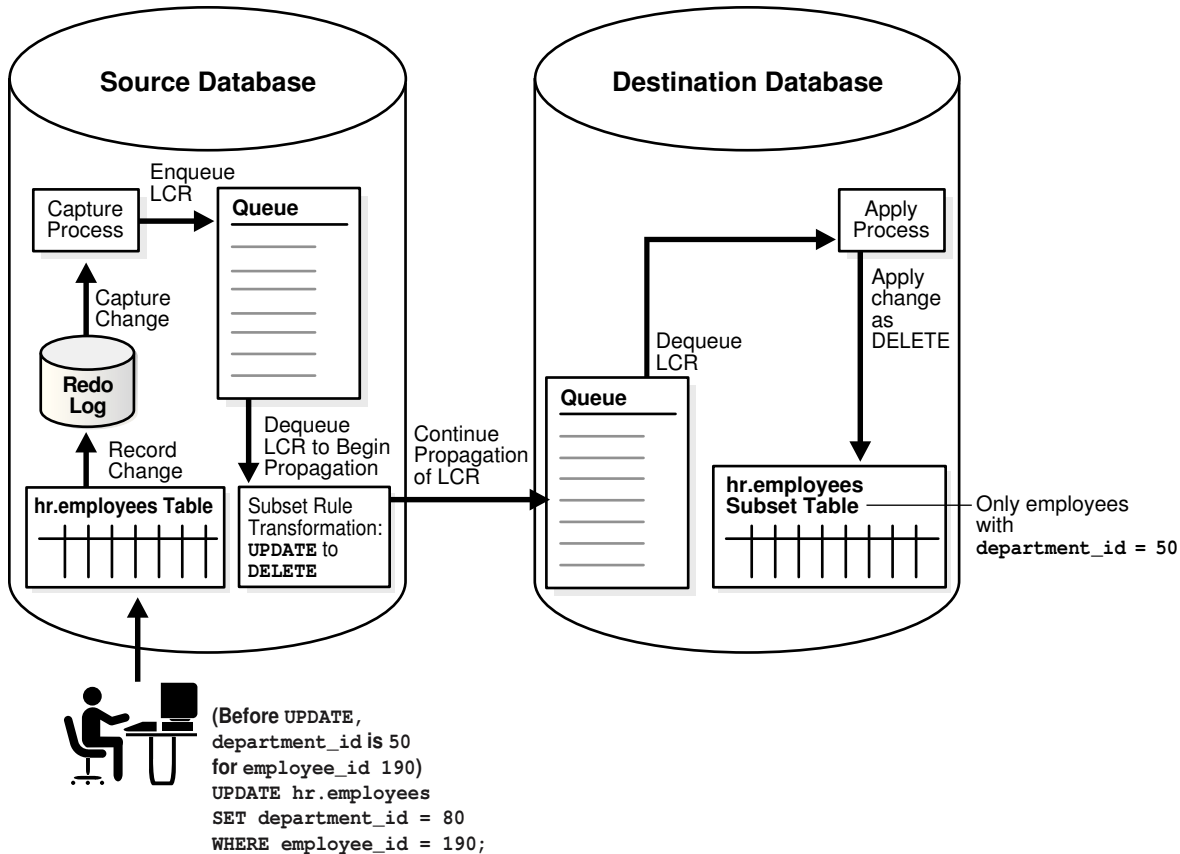 Source Database
Enqueue
LCR
Capture
Process
Queue
Capture
Change
Redo
Log
Record
Change
Dequeue
LCR to Begin
Propagation
hr.employees Table
Subset Rule
Transformation:
UPDATE to
DELETE
Continue
Propagation
of LCR
Destination Database
Apply
Process
Apply
change
as
DELETE
Dequeue
LCR
Queue
hr.employees
Subset Table
Only employees
with
department_id = 50
(Before UPDATE,
department_id is 50
for employee_id 190)
UPDATE hr.employees
SET department_id = 80
WHERE employee_id = 190;